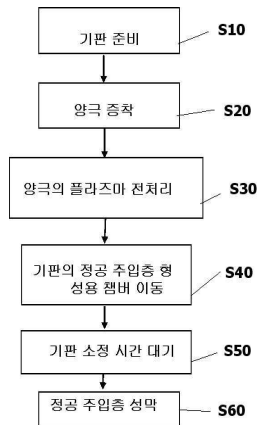 기판 준비
S10
양극 증착
S20
양극의 플라즈마 전처리
S30
기판의 정공 주입층 형
성용 챔버 이동
S40
기판 소정 시간 대기
S50
정공 주입층 성막
S60